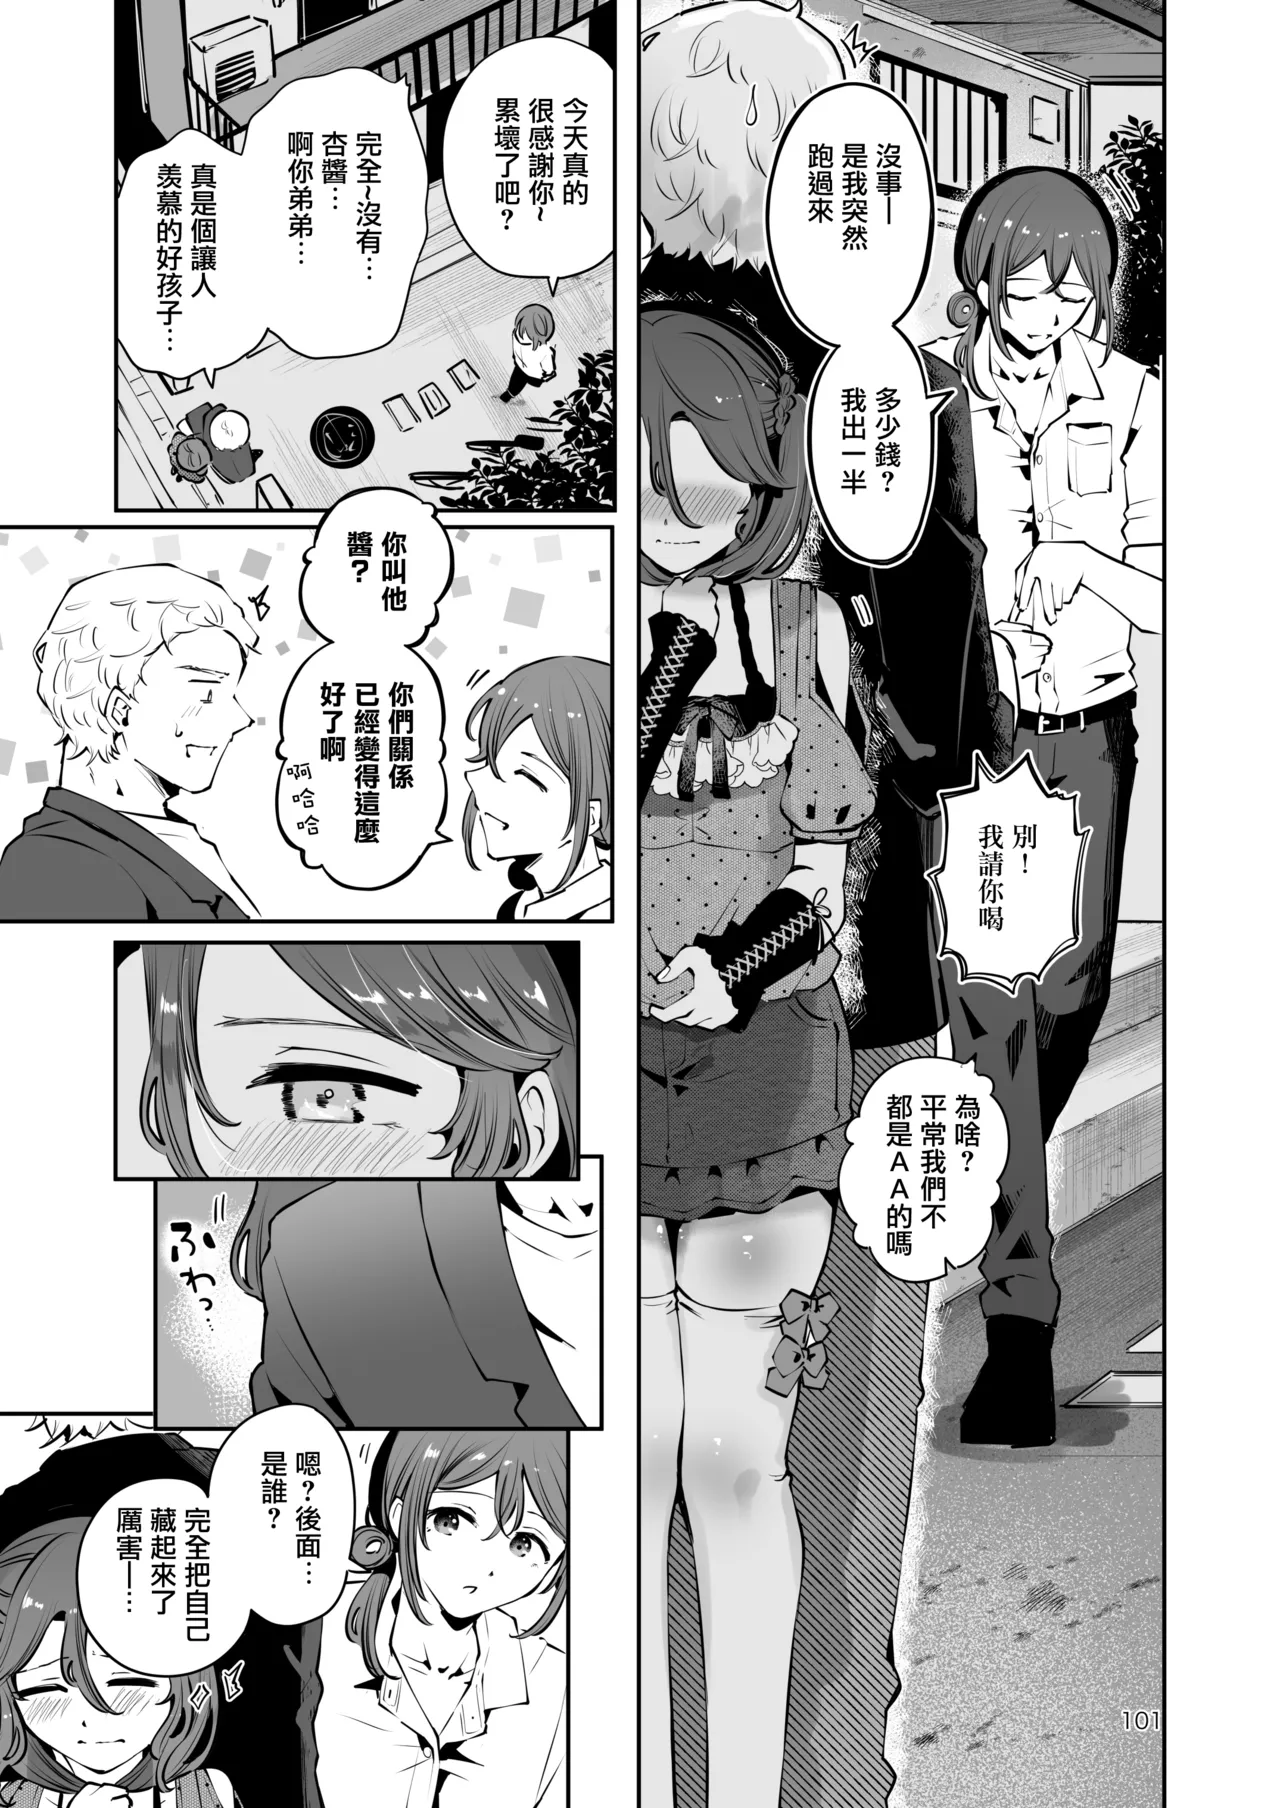 沒事—
是我突然
跑過來
多少錢?
我出一半
別!
我請你喝
為啥?
平常我們不
都是AA的嗎
今天真的
很感謝你~
累壞了吧?
完全~沒有…
杏醬…
啊你弟弟…
真是個讓人
羨慕的好孩子…
你叫他
醬?
你們關係
已經變得這麼
好了啊
啊哈哈
ふわっ…
嗯?後面…
是誰?
完全把自己
藏起來了
厲害—…
101